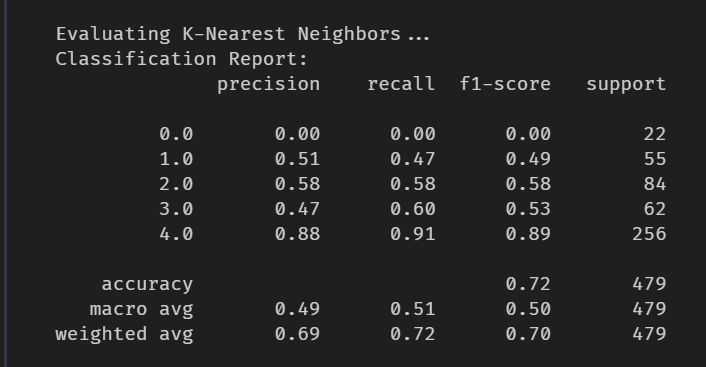 Evaluating K-Nearest Neighbors...
Classification Report:
precision recall f1-score support
0.0 0.00 0.00 0.00 22
1.0 0.51 0.47 0.49 55
2.0 0.58 0.58 0.58 84
3.0 0.47 0.60 0.53 62
4.0 0.88 0.91 0.89 256
accuracy 0.72 479
macro avg 0.49 0.51 0.50 479
weighted avg 0.69 0.72 0.70 479